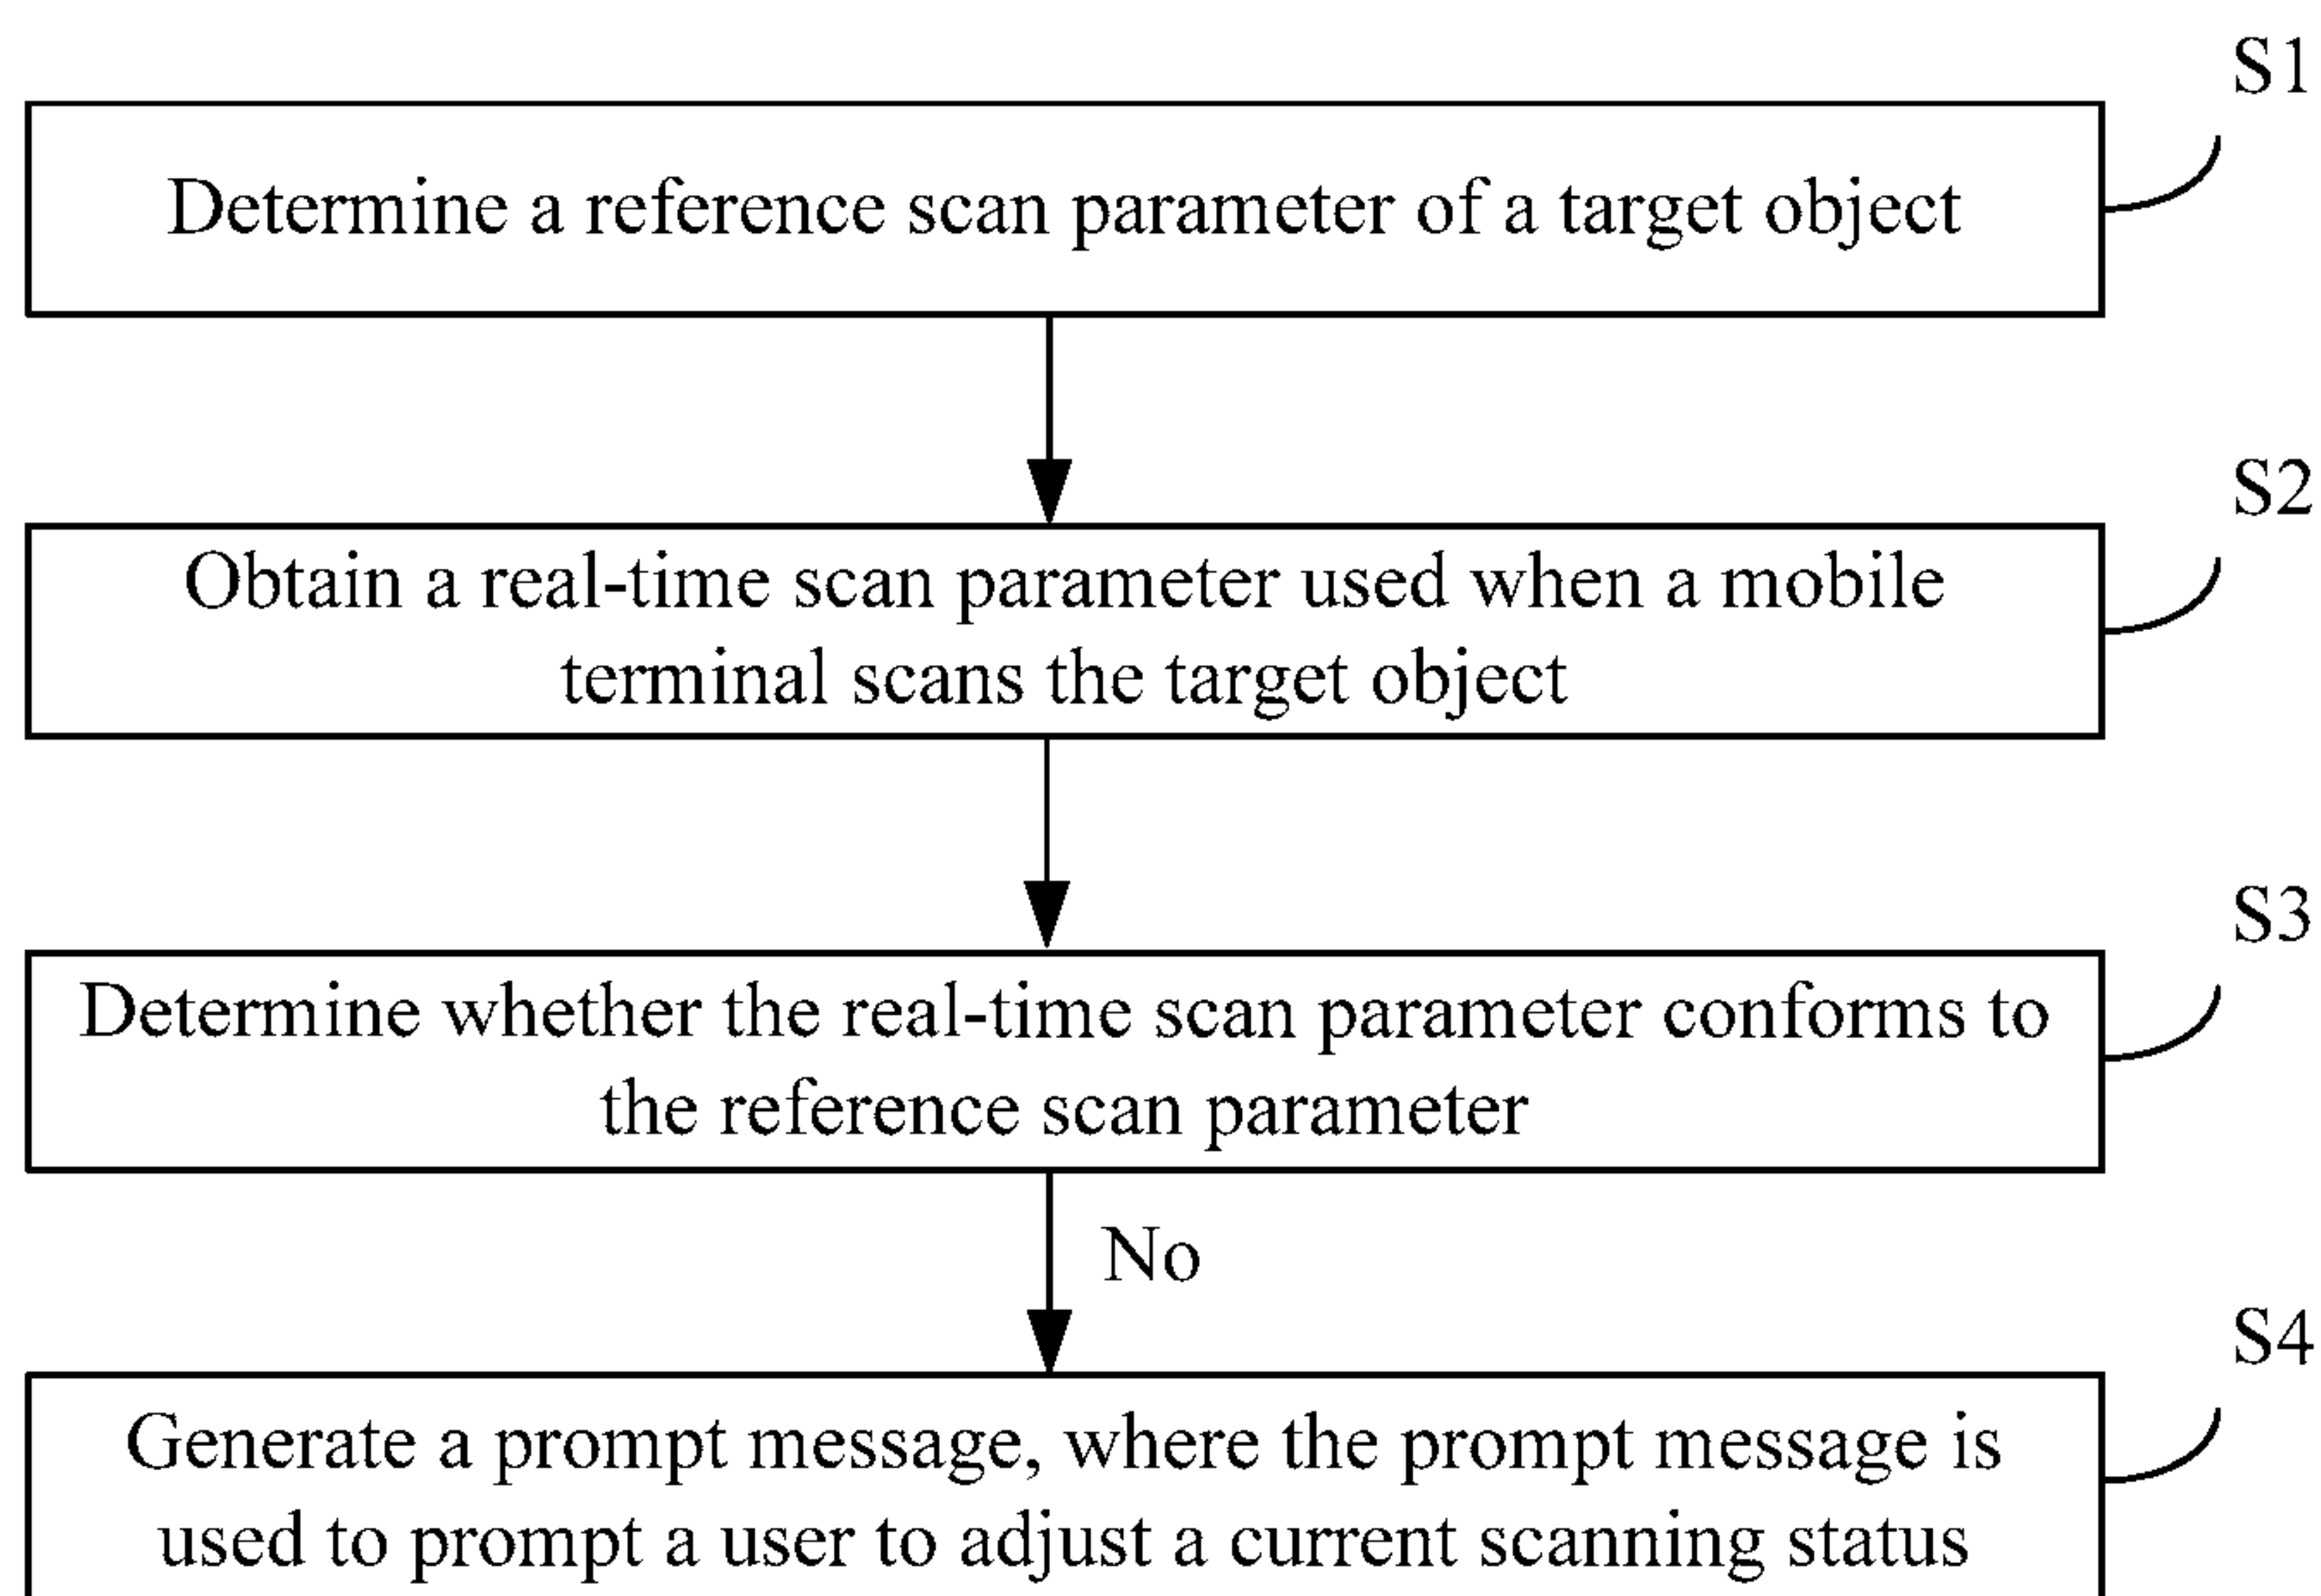 S1
Determine a reference scan parameter of a target object
S2
Obtain a real-time scan parameter used when a mobile
terminal scans the target object
S3
Determine whether the real-time scan parameter conforms to
the reference scan parameter
No
S4
Generate a prompt message, where the prompt message is
used to prompt a user to adjust a current scanning status